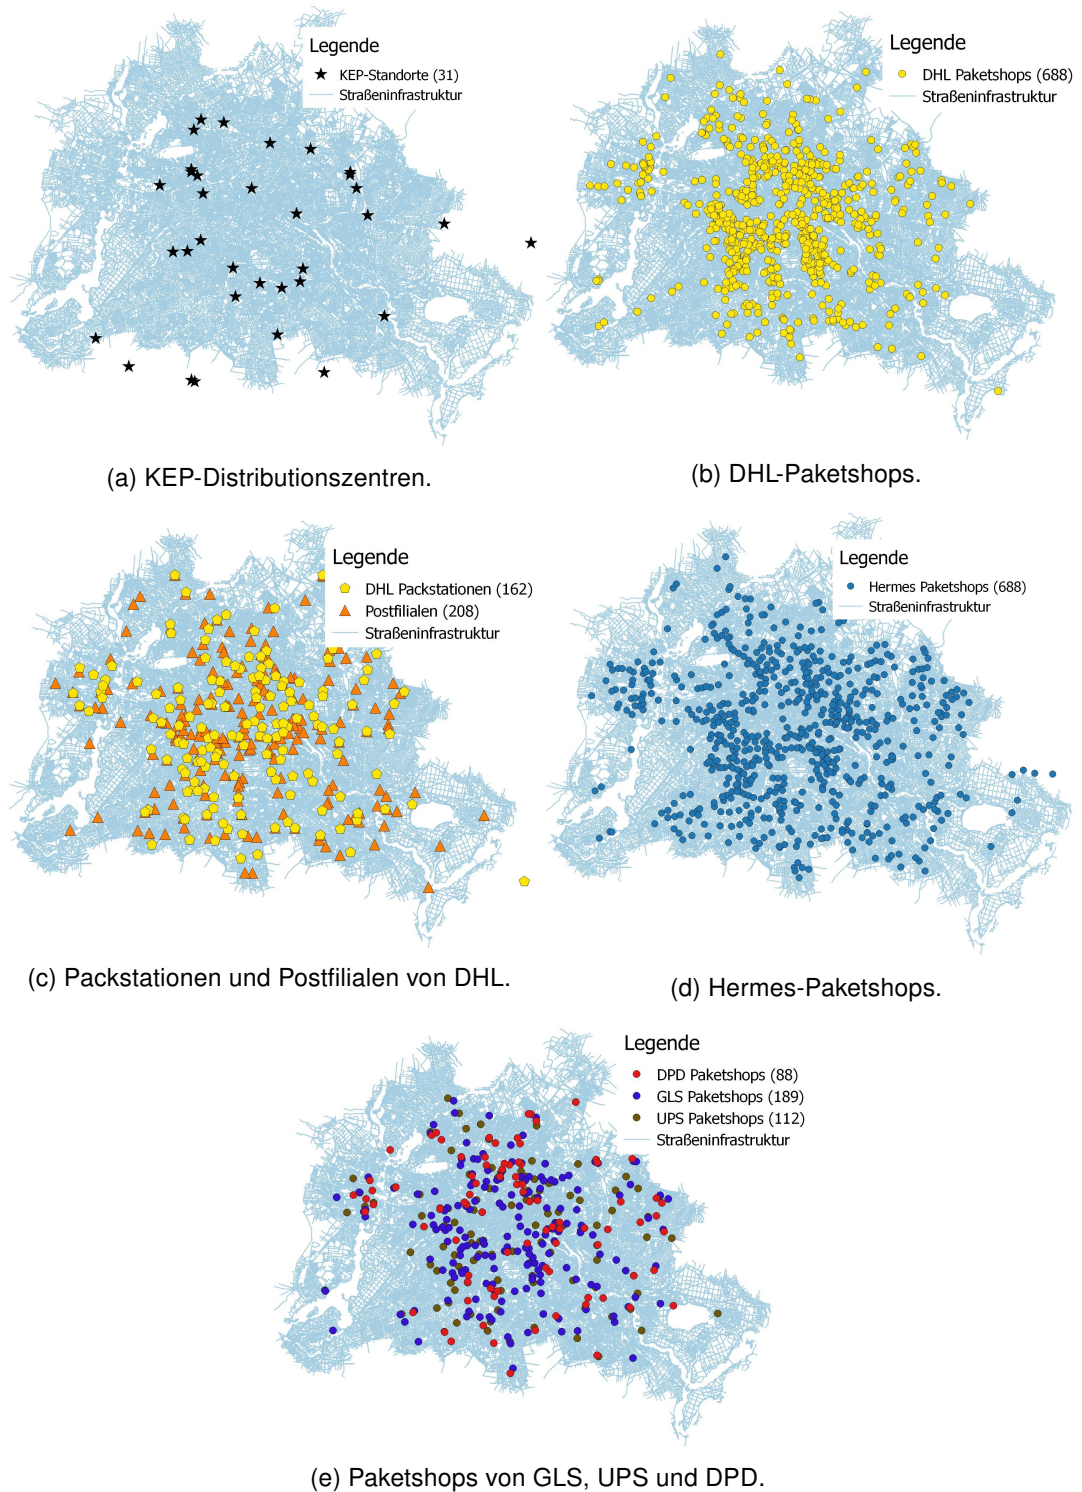 Legende
KEP-Standorte (31)
Straßeninfrastruktur
(a) KEP-Distributionszentren.
Legende
DHL Paketshops (688)
Straßeninfrastruktur
(b) DHL-Paketshops.
Legende
DHL Packstationen (162)
Postfilialen (208)
Straßeninfrastruktur
(c) Packstationen und Postfilialen von DHL.
Legende
Hermes Paketshops (688)
Straßeninfrastruktur
(d) Hermes-Paketshops.
Legende
DPD Paketshops (88)
GLS Paketshops (189)
UPS Paketshops (112)
Straßeninfrastruktur
(e) Paketshops von GLS, UPS und DPD.